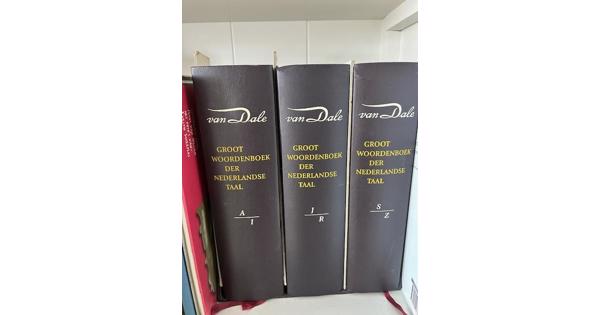 van Dale
GROOT
WOORDENBOEK
DER
NEDERLANDSE
TAAL
A
I
van Dale
GROOT
WOORDENBOEK
DER
NEDERLANDSE
TAAL
J
R
van Dale
GROOT
WOORDENBOEK
DER
NEDERLANDSE
TAAL
S
Z